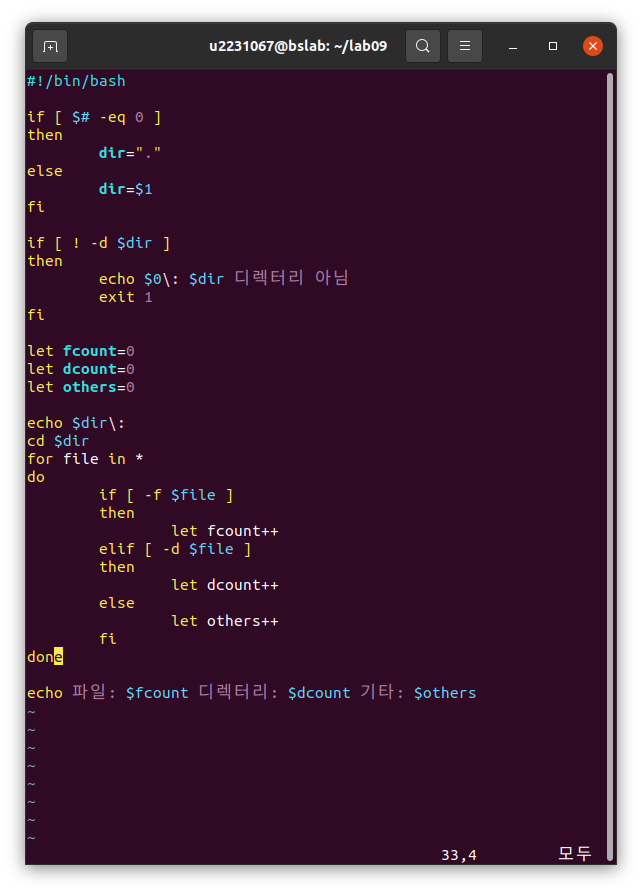 u2231067@bslab: ~/lab09
#!/bin/bash
if [ $# -eq 0 ]
then
dir="."
else
dir=$1
fi
if [ ! -d $dir ]
then
echo $0\: $dir 디렉터리 아님
exit 1
fi
let fcount=0
let dcount=0
let others=0
echo $dir\:
cd $dir
for file in *
do
if [ -f $file ]
then
let fcount++
elif [ -d $file ]
then
let dcount++
else
let others++
fi
done
echo 파일: $fcount 디렉터리: $dcount 기타: $others
~
~
~
~
~
~
~
~
33,4 모두